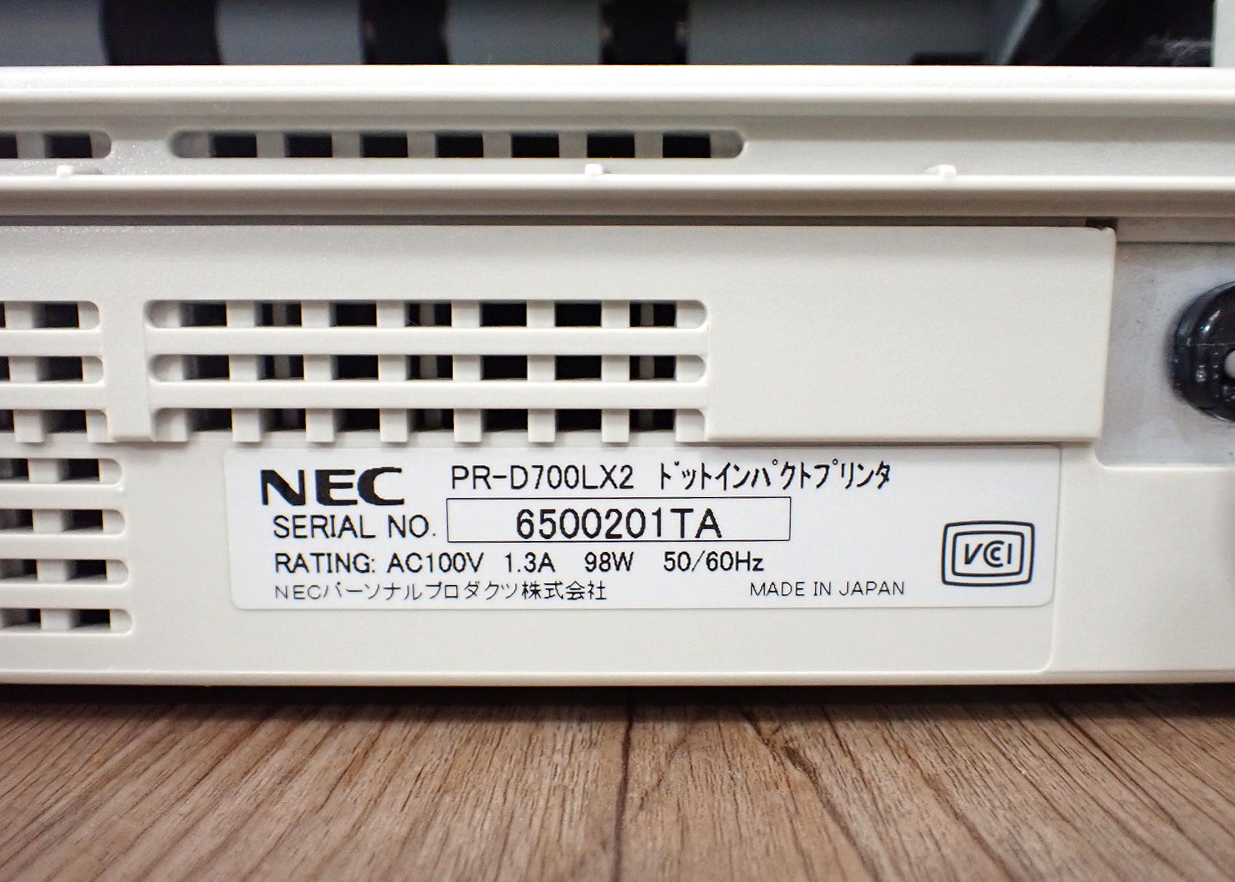 NEC PR-D700LX2 ドットインパクトプリンタ
SERIAL NO. 6500201TA
RATING: AC100V 1.3A 98W 50/60Hz
NECパーソナルプロダクツ株式会社 MADE IN JAPAN
VCCI